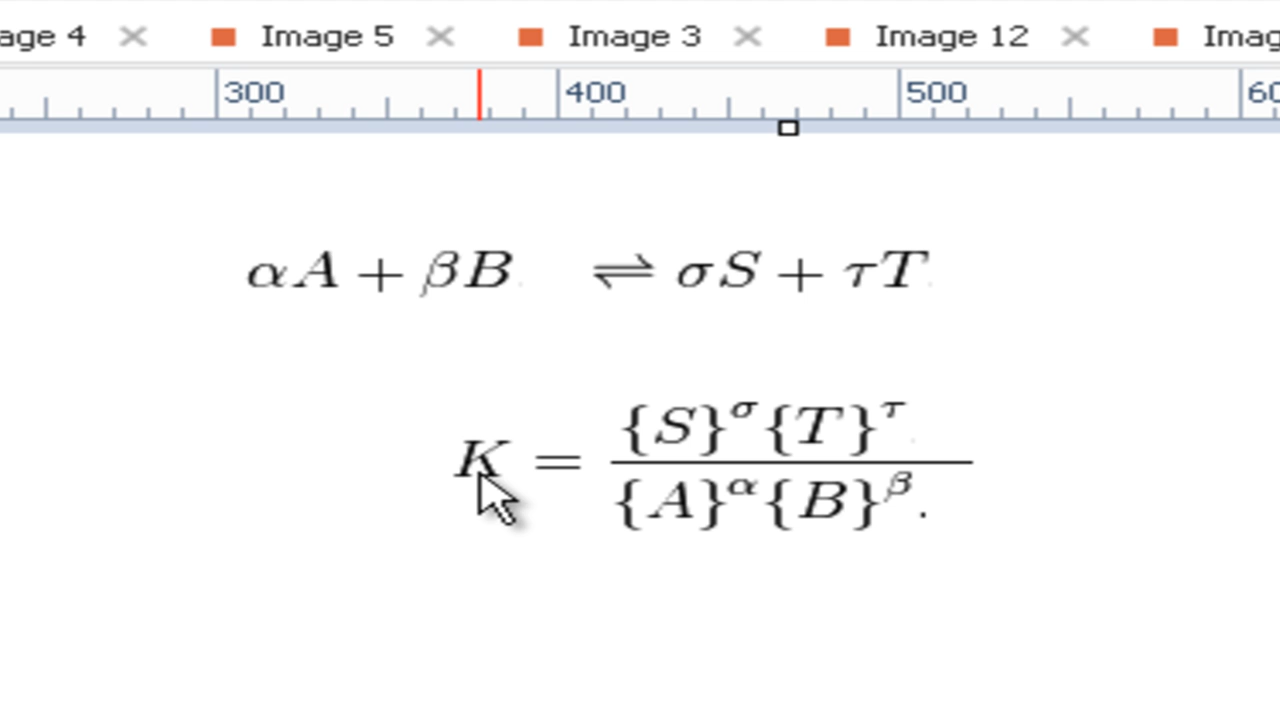 age 4 Image 5 Image 3 Image 12 Imag
300 400 500 60
αA + βB ⇌ σS + τT
K = {S}^σ {T}^τ / {A}^α {B}^β .